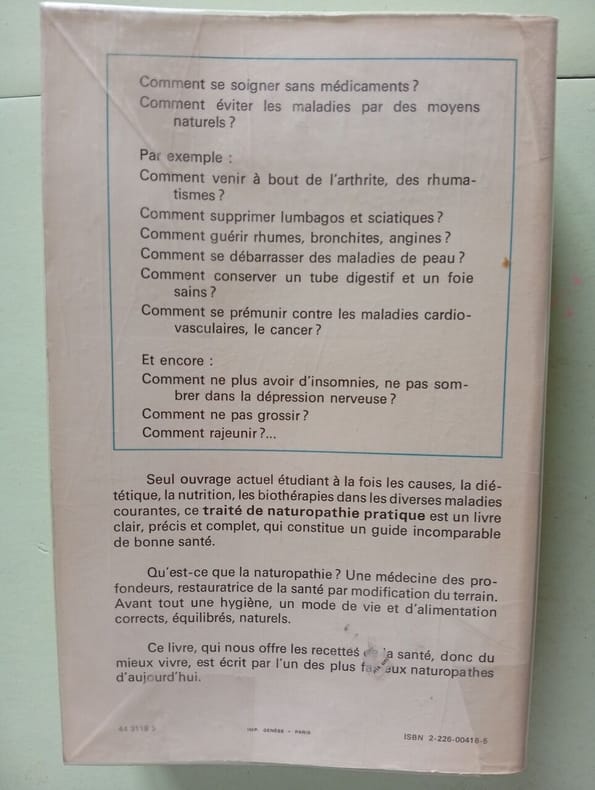 Comment se soigner sans médicaments ?
Comment éviter les maladies par des moyens
naturels ?
Par exemple :
Comment venir à bout de l'arthrite, des rhuma-
tismes ?
Comment supprimer lumbagos et sciatiques ?
Comment guérir rhumes, bronchites, angines ?
Comment se débarrasser des maladies de peau ?
Comment conserver un tube digestif et un foie
sains ?
Comment se prémunir contre les maladies cardio-
vasculaires, le cancer ?
Et encore :
Comment ne plus avoir d'insomnies, ne pas som-
brer dans la dépression nerveuse ?
Comment ne pas grossir ?
Comment rajeunir ?...
Seul ouvrage actuel étudiant à la fois les causes, la dié-
tétique, la nutrition, les biothérapies dans les diverses maladies
courantes, ce traité de naturopathie pratique est un livre
clair, précis et complet, qui constitue un guide incomparable
de bonne santé.
Qu'est-ce que la naturopathie ? Une médecine des pro-
fondeurs, restauratrice de la santé par modification du terrain.
Avant tout une hygiène, un mode de vie et d'alimentation
corrects, équilibrés, naturels.
Ce livre, qui nous offre les recettes la santé, donc du
mieux vivre, est écrit par l'un des plus naturopathes
d'aujourd'hui.
IMP. GENÈSE - PARIS
ISBN 2-226-00416-6